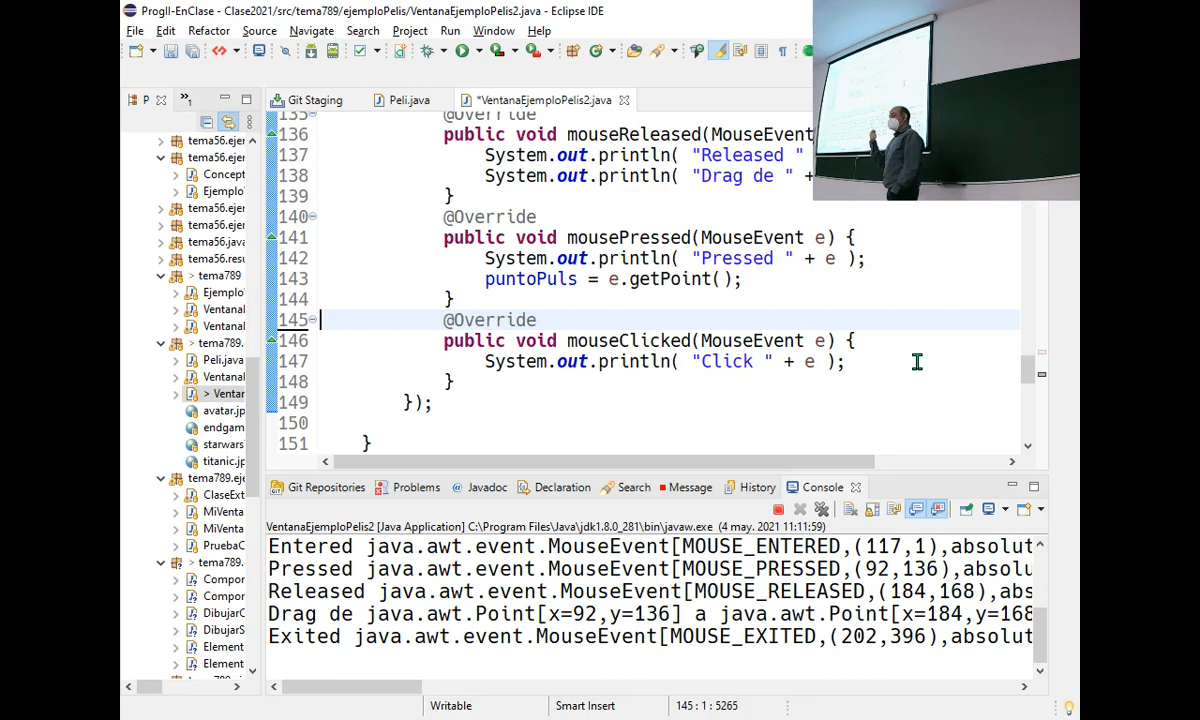 ProgII-EnClase - Clase2021/src/tema789/ejemploPelis/VentanaEjemploPelis2.java - Eclipse IDE
File Edit Refactor Source Navigate Search Project Run Window Help
P
»1
Git Staging
Peli.java
*VentanaEjemploPelis2.java
tema56.ejer
tema56.ejer
Concept
Ejemplo
tema56.ejer
tema56.ejer
tema56.java
tema56.resu
> tema789
Ejemplo
Ventana
Ventana
> tema789.
Peli.java
Ventanal
> Ventar
avatar.jp
endgam
starwars
titanic.jp
tema789.eje
ClaseExt
MiVenta
MiVenta
PruebaC
> tema789.
Compor
Compor
DibujarC
DibujarS
Element
Element
135 @Override
136 public void mouseReleased(MouseEvent
137 System.out.println( "Released "
138 System.out.println( "Drag de " +
139 }
140 @Override
141 public void mousePressed(MouseEvent e) {
142 System.out.println( "Pressed " + e );
143 puntoPuls = e.getPoint();
144 }
145 @Override
146 public void mouseClicked(MouseEvent e) {
147 System.out.println( "Click " + e );
148 }
149 });
150
151 }
Git Repositories Problems @ Javadoc Declaration Search Message History Console
VentanaEjemploPelis2 [Java Application] C:\Program Files\Java\jdk1.8.0_281\bin\javaw.exe (4 may. 2021 11:11:59)
Entered java.awt.event.MouseEvent[MOUSE_ENTERED,(117,1),absolut
Pressed java.awt.event.MouseEvent[MOUSE_PRESSED,(92,136),absolut
Released java.awt.event.MouseEvent[MOUSE_RELEASED,(184,168),abs
Drag de java.awt.Point[x=92,y=136] a java.awt.Point[x=184,y=168
Exited java.awt.event.MouseEvent[MOUSE_EXITED,(202,396),absolut
Writable
Smart Insert
145 : 1 : 5265